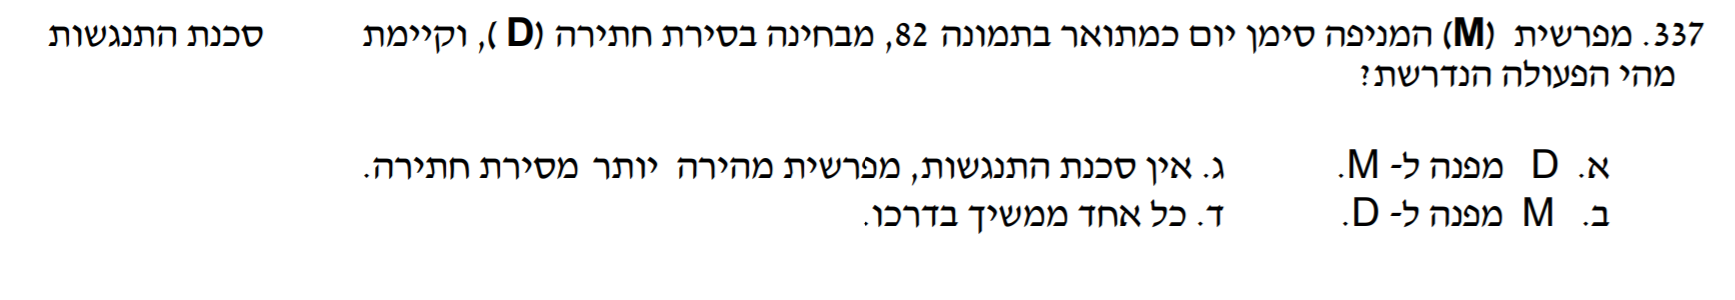 337. מפרשית (M) המניפה סימן יום כמתואר בתמונה 82, מבחינה בסירת חתירה (D ), וקיימת סכנת התנגשות
מהי הפעולה הנדרשת?
א. D מפנה ל- M. ג. אין סכנת התנגשות, מפרשית מהירה יותר מסירת חתירה.
ב. M מפנה ל- D. ד. כל אחד ממשיך בדרכו.